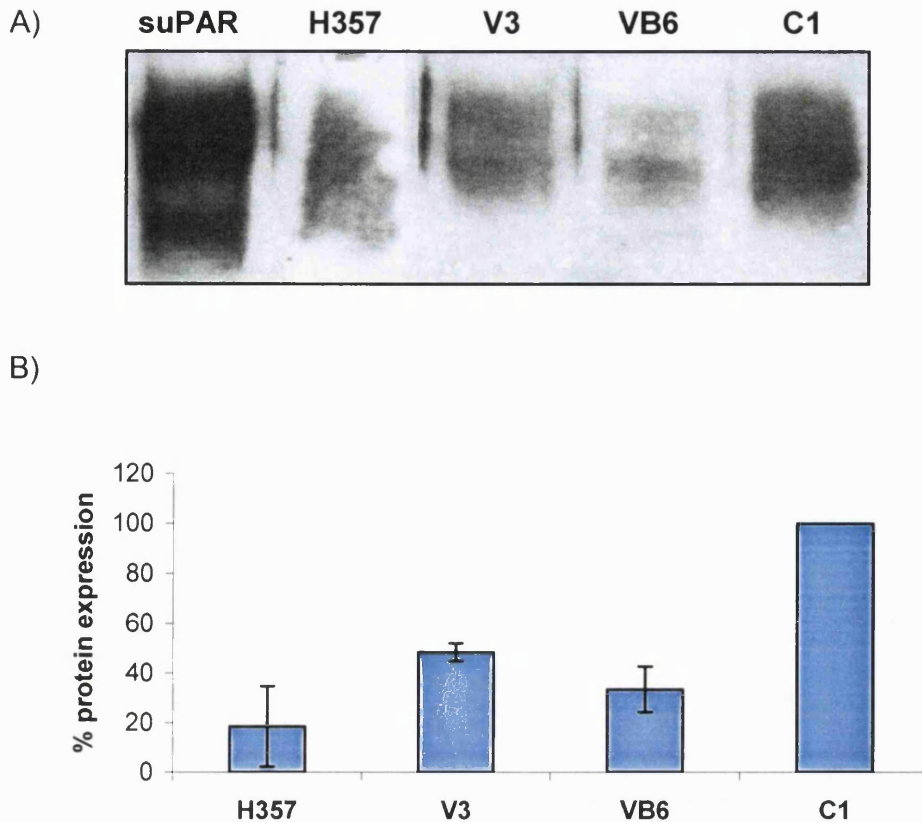 A)
suPAR H357 V3 VB6 C1
B)
% protein expression
120
100
80
60
40
20
0
H357 V3 VB6 C1